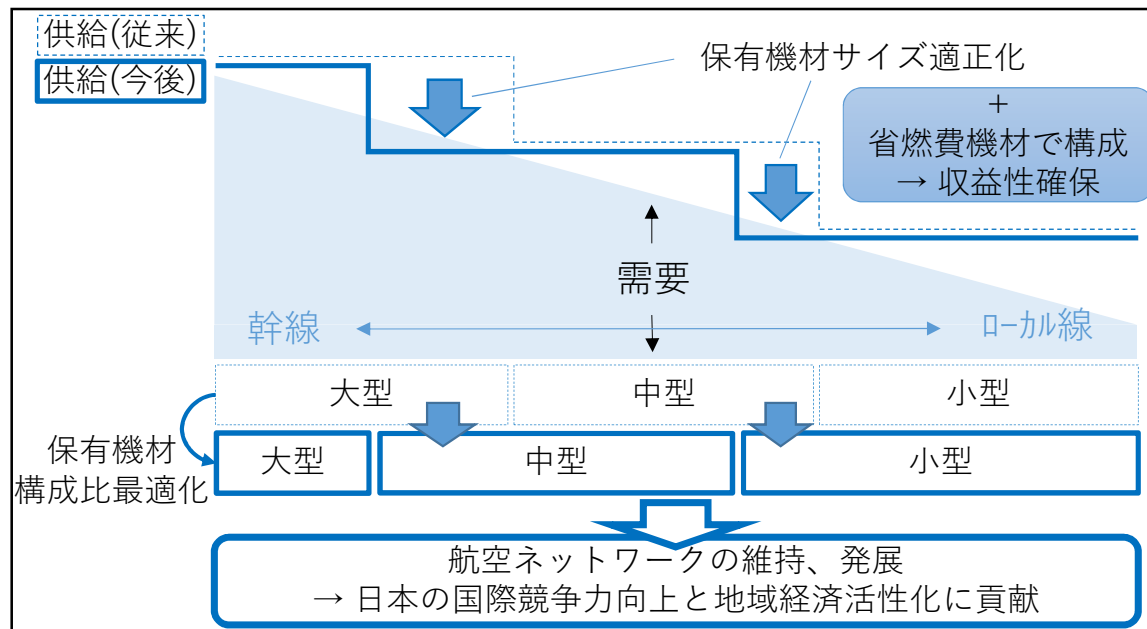 供給(従来)
供給(今後)
保有機材サイズ適正化
+
省燃費機材で構成
→ 収益性確保
需要
幹線
ﾛｰｶﾙ線
大型
中型
小型
保有機材
構成比最適化
大型
中型
小型
航空ネットワークの維持、発展
→ 日本の国際競争力向上と地域経済活性化に貢献